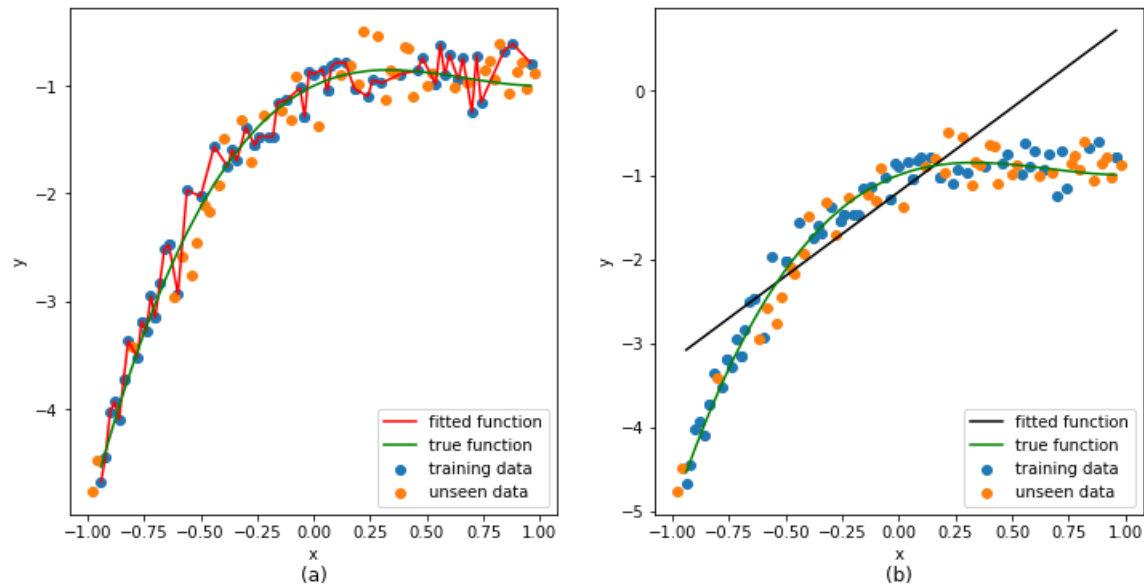 −1
−2
−3
−4
y
fitted function
true function
training data
unseen data
−1.00 −0.75 −0.50 −0.25 0.00 0.25 0.50 0.75 1.00
x
(a)
0
−1
−2
−3
−4
−5
y
fitted function
true function
training data
unseen data
−1.00 −0.75 −0.50 −0.25 0.00 0.25 0.50 0.75 1.00
x
(b)